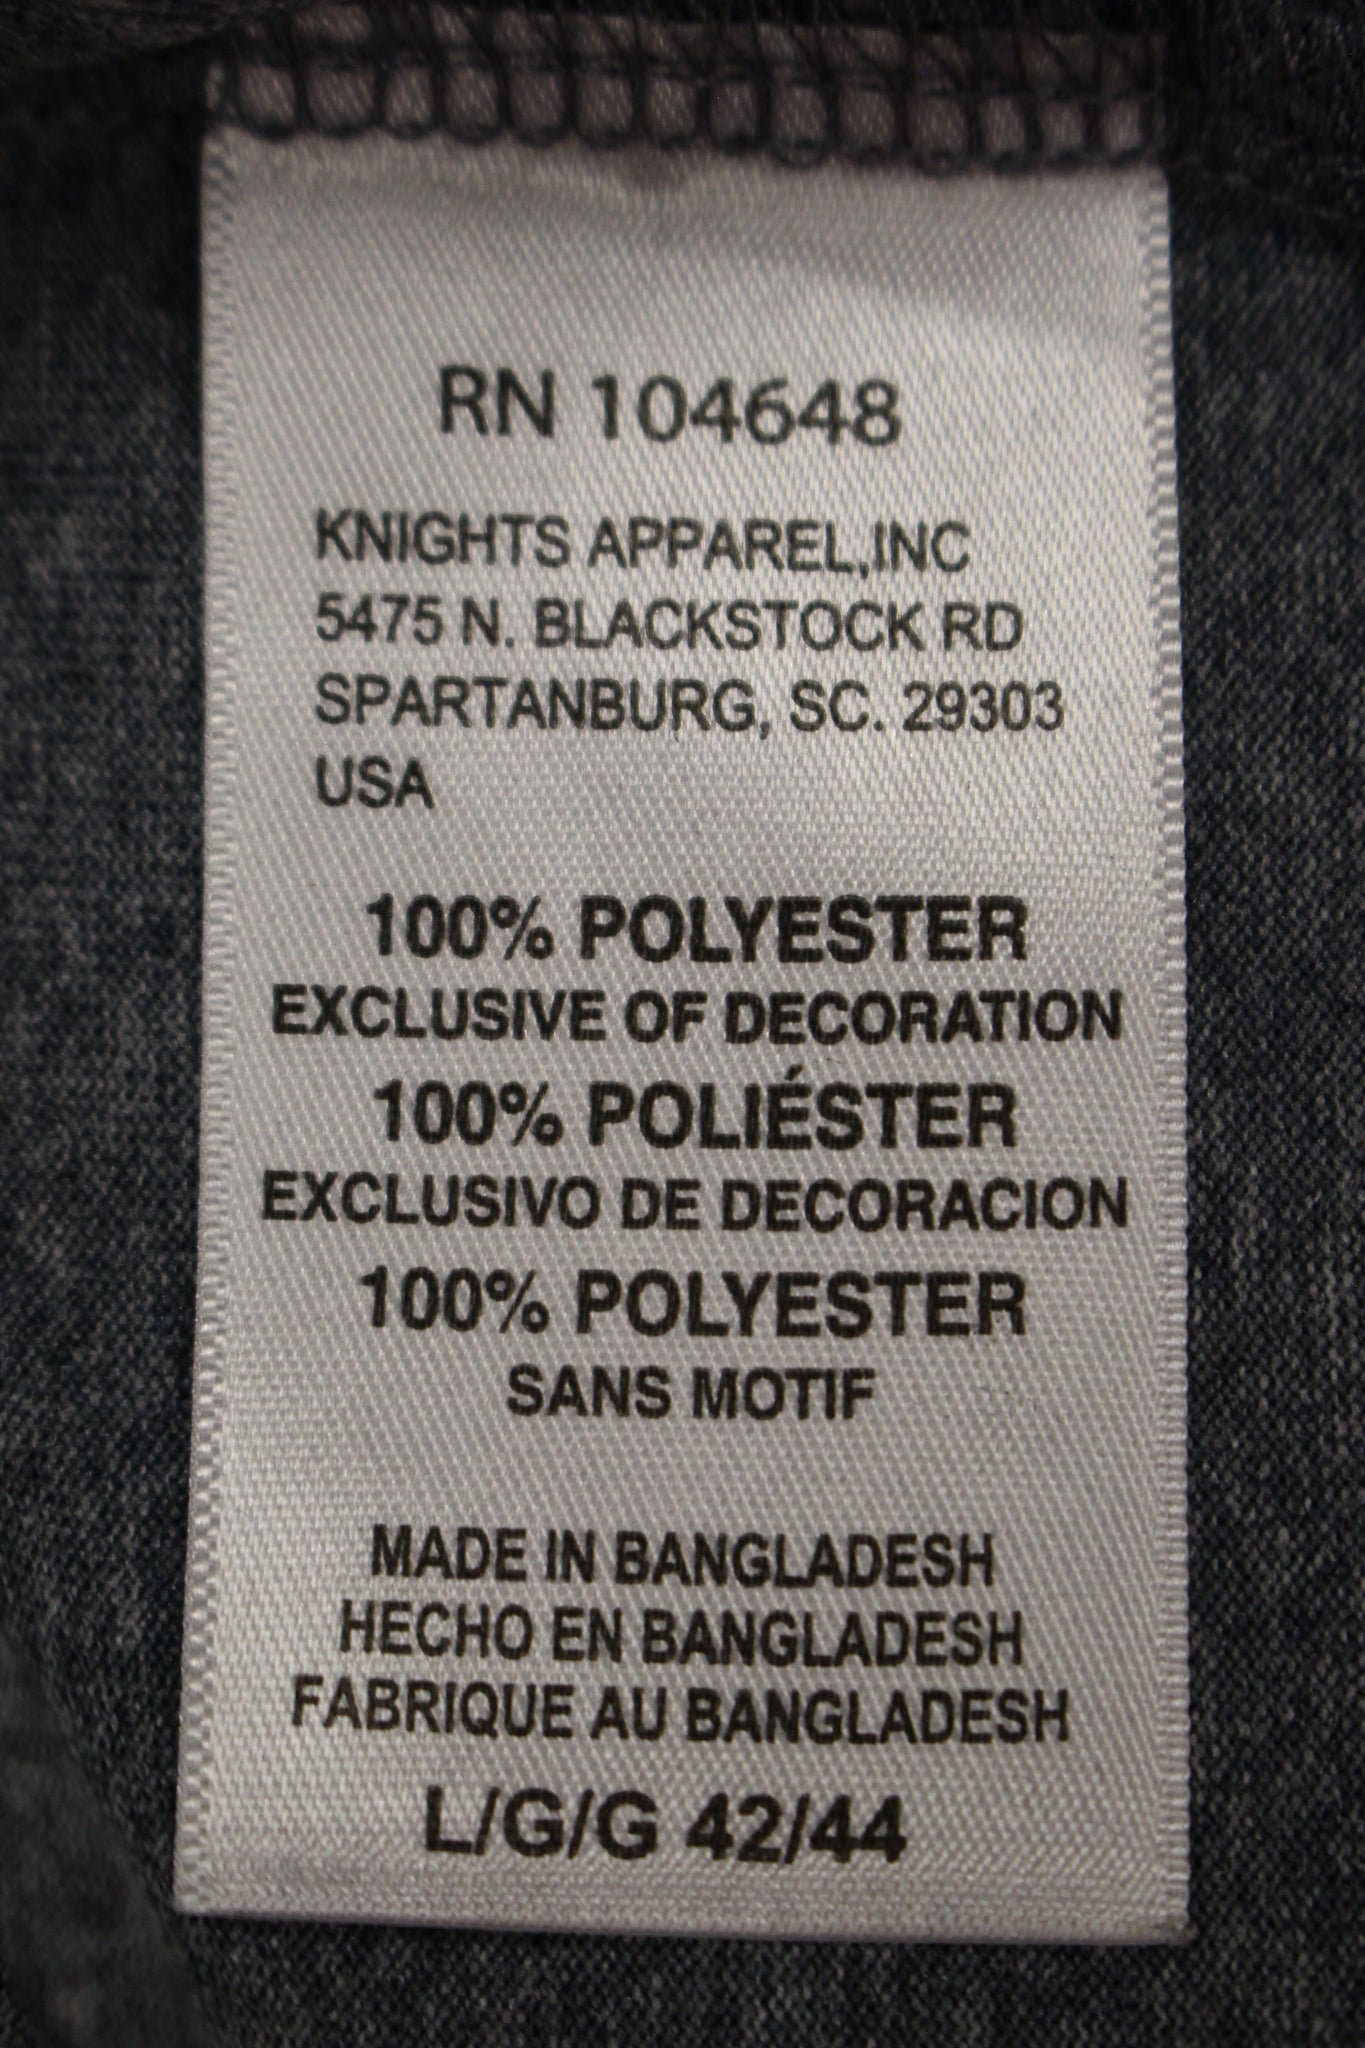 RN 104648
KNIGHTS APPAREL,INC
5475 N. BLACKSTOCK RD
SPARTANBURG, SC. 29303
USA
100% POLYESTER
EXCLUSIVE OF DECORATION
100% POLIÉSTER
EXCLUSIVO DE DECORACION
100% POLYESTER
SANS MOTIF
MADE IN BANGLADESH
HECHO EN BANGLADESH
FABRIQUE AU BANGLADESH
L/G/G 42/44